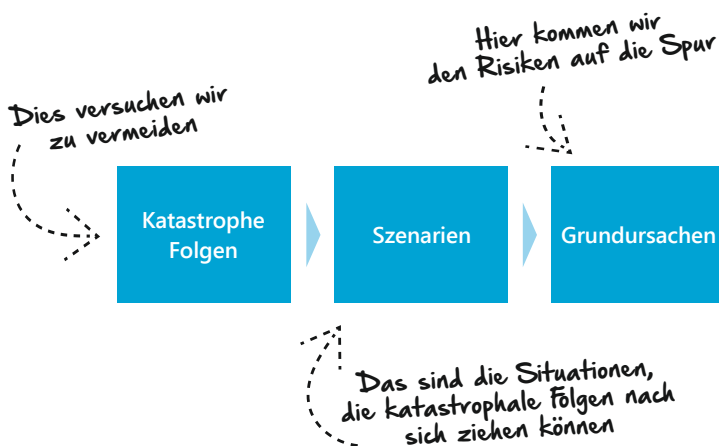 Hier kommen wir
den Risiken auf die Spur
Dies versuchen wir
zu vermeiden
Katastrophe
Folgen
Szenarien
Grundursachen
Das sind die Situationen,
die katastrophale Folgen nach
sich ziehen können